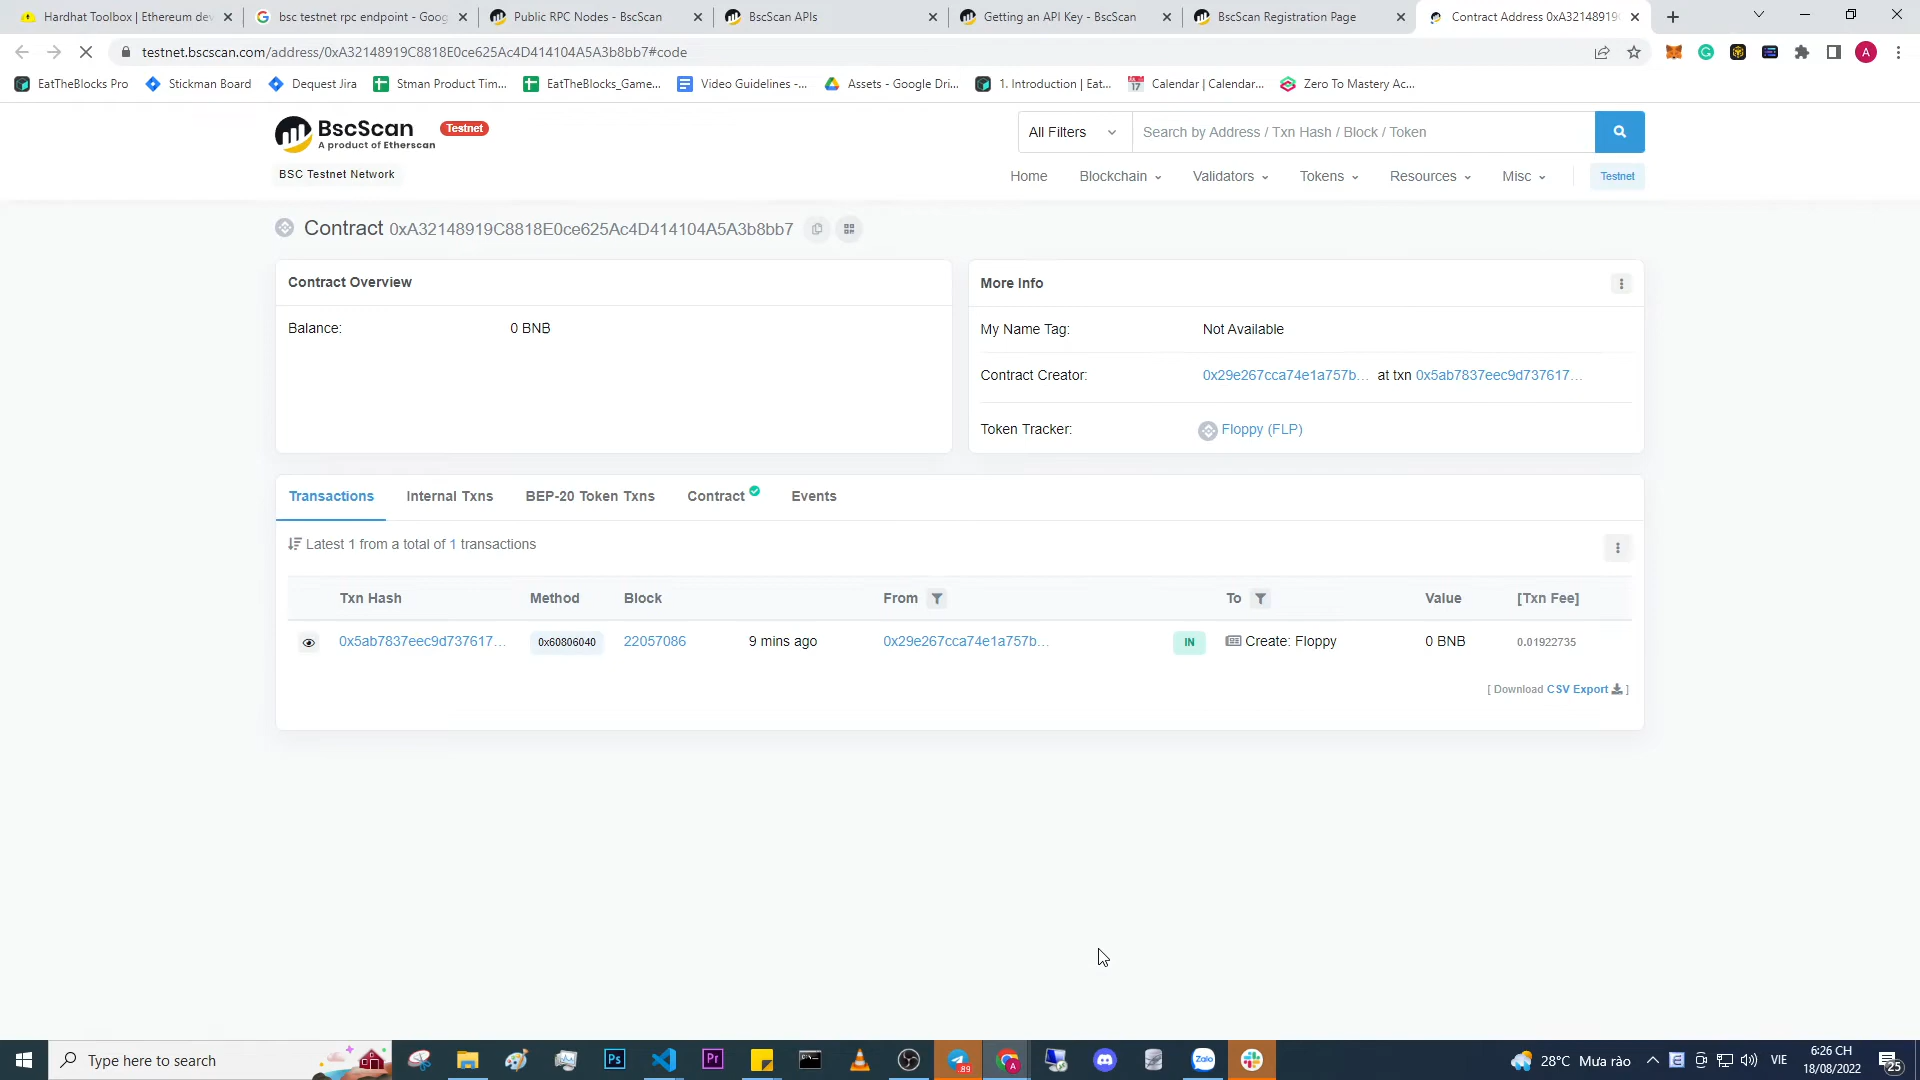 Hardhat Toolbox | Ethereum dev
bsc testnet rpc endpoint - Goog
Public RPC Nodes - BscScan
BscScan APIs
Getting an API Key - BscScan
BscScan Registration Page
Contract Address 0xA32148919
testnet.bscscan.com/address/0xA32148919C8818E0ce625Ac4D414104A5A3b8bb7#code
A
EatTheBlocks Pro
Stickman Board
Dequest Jira
Stman Product Tim...
EatTheBlocks_Game...
Video Guidelines -...
Assets - Google Dri...
1. Introduction | Eat...
Calendar | Calendar...
Zero To Mastery Ac...
BscScan
A product of Etherscan
Testnet
BSC Testnet Network
All Filters
Search by Address / Txn Hash / Block / Token
Home
Blockchain
Validators
Tokens
Resources
Misc
Testnet
Contract 0xA32148919C8818E0ce625Ac4D414104A5A3b8bb7
Contract Overview
Balance: 0 BNB
More Info
My Name Tag: Not Available
Contract Creator: 0x29e267cca74e1a757b... at txn 0x5ab7837eec9d737617...
Token Tracker: Floppy (FLP)
Transactions
Internal Txns
BEP-20 Token Txns
Contract
Events
Latest 1 from a total of 1 transactions
Txn Hash Method Block From To Value [Txn Fee]
0x5ab7837eec9d737617... 0x60806040 22057086 9 mins ago 0x29e267cca74e1a757b... IN Create: Floppy 0 BNB 0.01922735
[ Download CSV Export ]
Type here to search
Ps
Pr
.89
A
Zalo
28°C Mưa rào
VIE
6:26 CH
18/08/2022
25